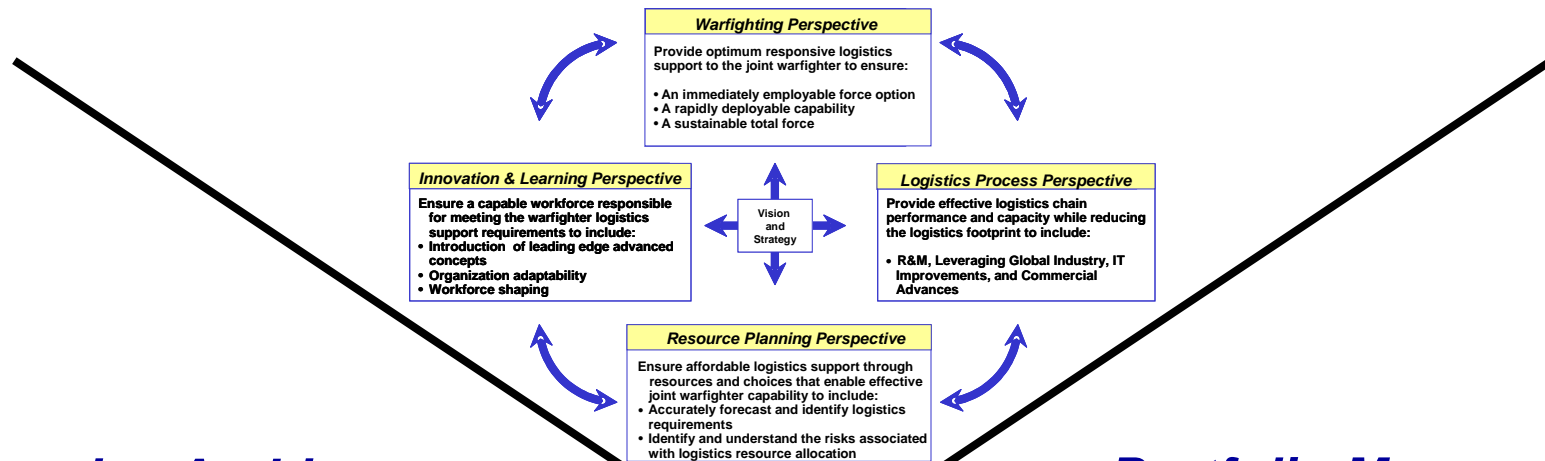 Warfighting Perspective
Provide optimum responsive logistics
support to the joint warfighter to ensure:
• An immediately employable force option
• A rapidly deployable capability
• A sustainable total force
Innovation & Learning Perspective
Ensure a capable workforce responsible
for meeting the warfighter logistics
support requirements to include:
• Introduction of leading edge advanced
concepts
• Organization adaptability
• Workforce shaping
Vision
and
Strategy
Logistics Process Perspective
Provide effective logistics chain
performance and capacity while reducing
the logistics footprint to include:
• R&M, Leveraging Global Industry, IT
Improvements, and Commercial
Advances
Resource Planning Perspective
Ensure affordable logistics support through
resources and choices that enable effective
joint warfighter capability to include:
• Accurately forecast and identify logistics
requirements
• Identify and understand the risks associated
with logistics resource allocation